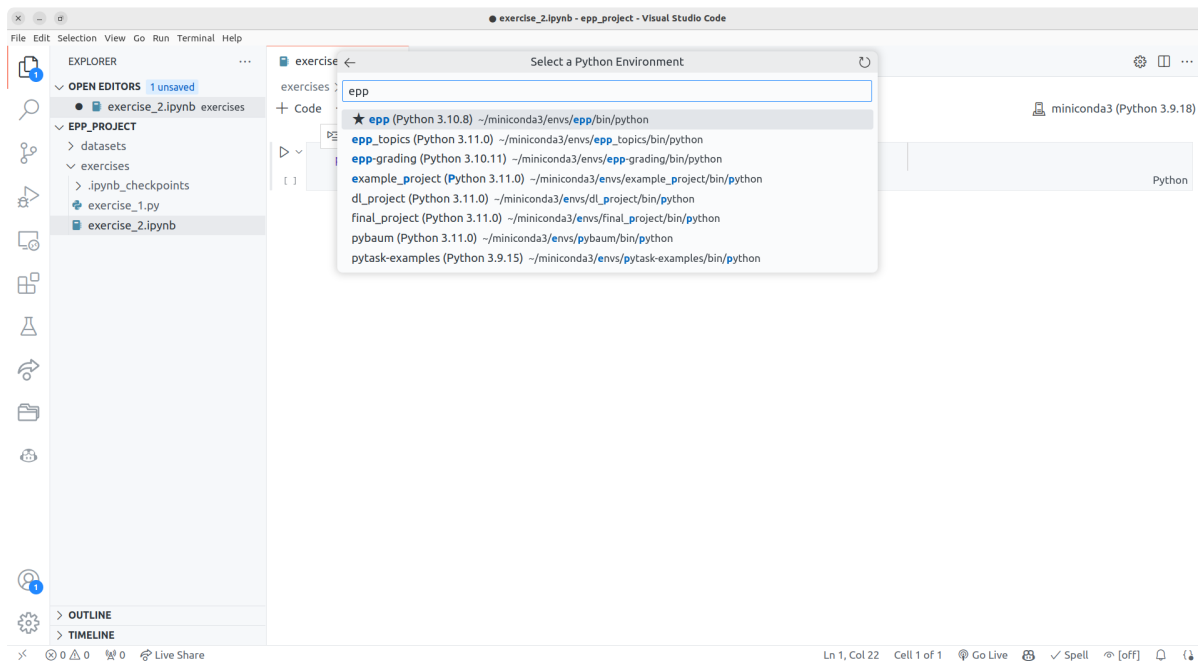 ● exercise_2.ipynb - epp_project - Visual Studio Code
File Edit Selection View Go Run Terminal Help
EXPLORER
OPEN EDITORS 1 unsaved
● exercise_2.ipynb exercises
EPP_PROJECT
datasets
exercises
.ipynb_checkpoints
exercise_1.py
exercise_2.ipynb
OUTLINE
TIMELINE
exercise
exercises
+ Code
[ ]
Select a Python Environment
epp
★ epp (Python 3.10.8) ~/miniconda3/envs/epp/bin/python
epp_topics (Python 3.11.0) ~/miniconda3/envs/epp_topics/bin/python
epp-grading (Python 3.10.11) ~/miniconda3/envs/epp-grading/bin/python
example_project (Python 3.11.0) ~/miniconda3/envs/example_project/bin/python
dl_project (Python 3.11.0) ~/miniconda3/envs/dl_project/bin/python
final_project (Python 3.11.0) ~/miniconda3/envs/final_project/bin/python
pybaum (Python 3.11.0) ~/miniconda3/envs/pybaum/bin/python
pytask-examples (Python 3.9.15) ~/miniconda3/envs/pytask-examples/bin/python
miniconda3 (Python 3.9.18)
Python
1
1
0 0 0 Live Share
Ln 1, Col 22 Cell 1 of 1 Go Live Spell [off]